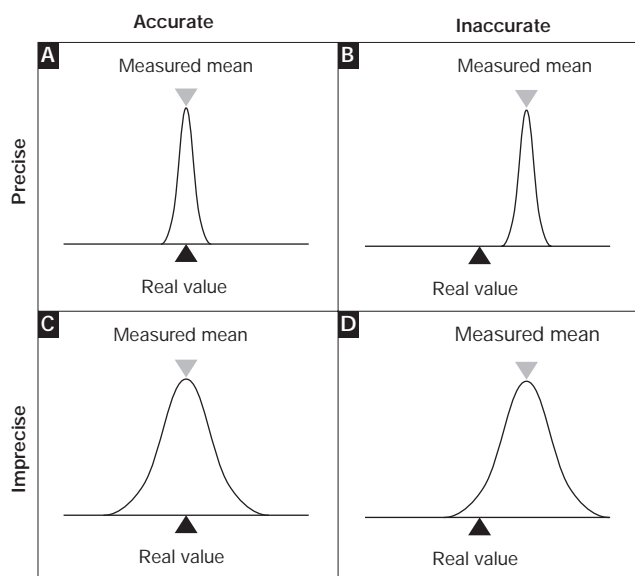 Accurate
Inaccurate
A
Measured mean
B
Measured mean
Precise
Real value
Real value
C
Measured mean
D
Measured mean
Imprecise
Real value
Real value